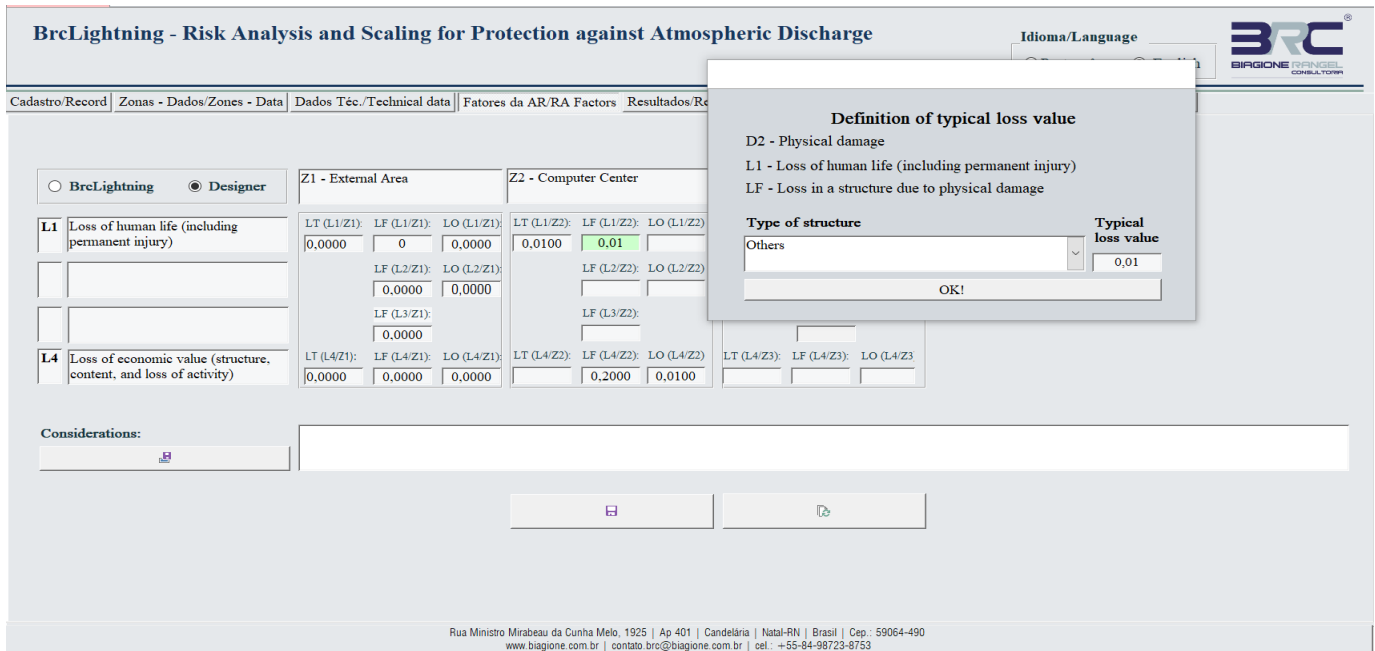 BrcLightning - Risk Analysis and Scaling for Protection against Atmospheric Discharge
Idioma/Language
BRC
®
BIAGIONE RANGEL
CONSULTORIA
Cadastro/Record Zonas - Dados/Zones - Data Dados Téc./Technical data Fatores da AR/RA Factors Resultados/Re
Definition of typical loss value
D2 - Physical damage
L1 - Loss of human life (including permanent injury)
LF - Loss in a structure due to physical damage
Type of structure
Typical
loss value
Others
0,01
OK!
BrcLightning Designer
Z1 - External Area
Z2 - Computer Center
L1 Loss of human life (including
permanent injury)
LT (L1/Z1): LF (L1/Z1): LO (L1/Z1): LT (L1/Z2): LF (L1/Z2): LO (L1/Z2)
0,0000 0 0,0000 0,0100 0,01
LF (L2/Z1): LO (L2/Z1): LF (L2/Z2): LO (L2/Z2)
0,0000 0,0000
LF (L3/Z1): LF (L3/Z2):
0,0000
L4 Loss of economic value (structure,
content, and loss of activity)
LT (L4/Z1): LF (L4/Z1): LO (L4/Z1): LT (L4/Z2): LF (L4/Z2): LO (L4/Z2) LT (L4/Z3): LF (L4/Z3): LO (L4/Z3
0,0000 0,0000 0,0000 0,2000 0,0100
Considerations:
Rua Ministro Mirabeau da Cunha Melo, 1925 | Ap 401 | Candelária | Natal-RN | Brasil | Cep.: 59064-490
www.biagione.com.br | contato.brc@biagione.com.br | cel.: +55-84-98723-8753